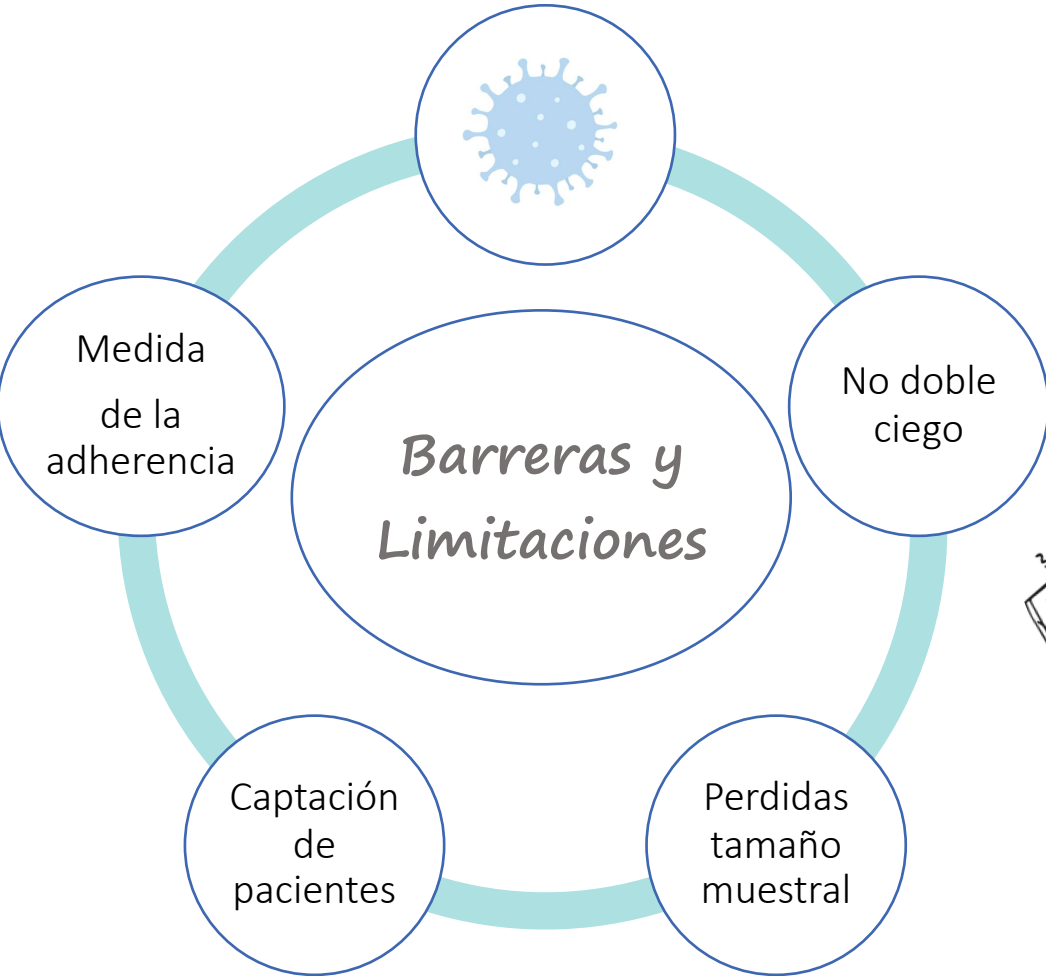 Medida
de la
adherencia
No doble
ciego
Barreras y
Limitaciones
Captación
de
pacientes
Perdidas
tamaño
muestral